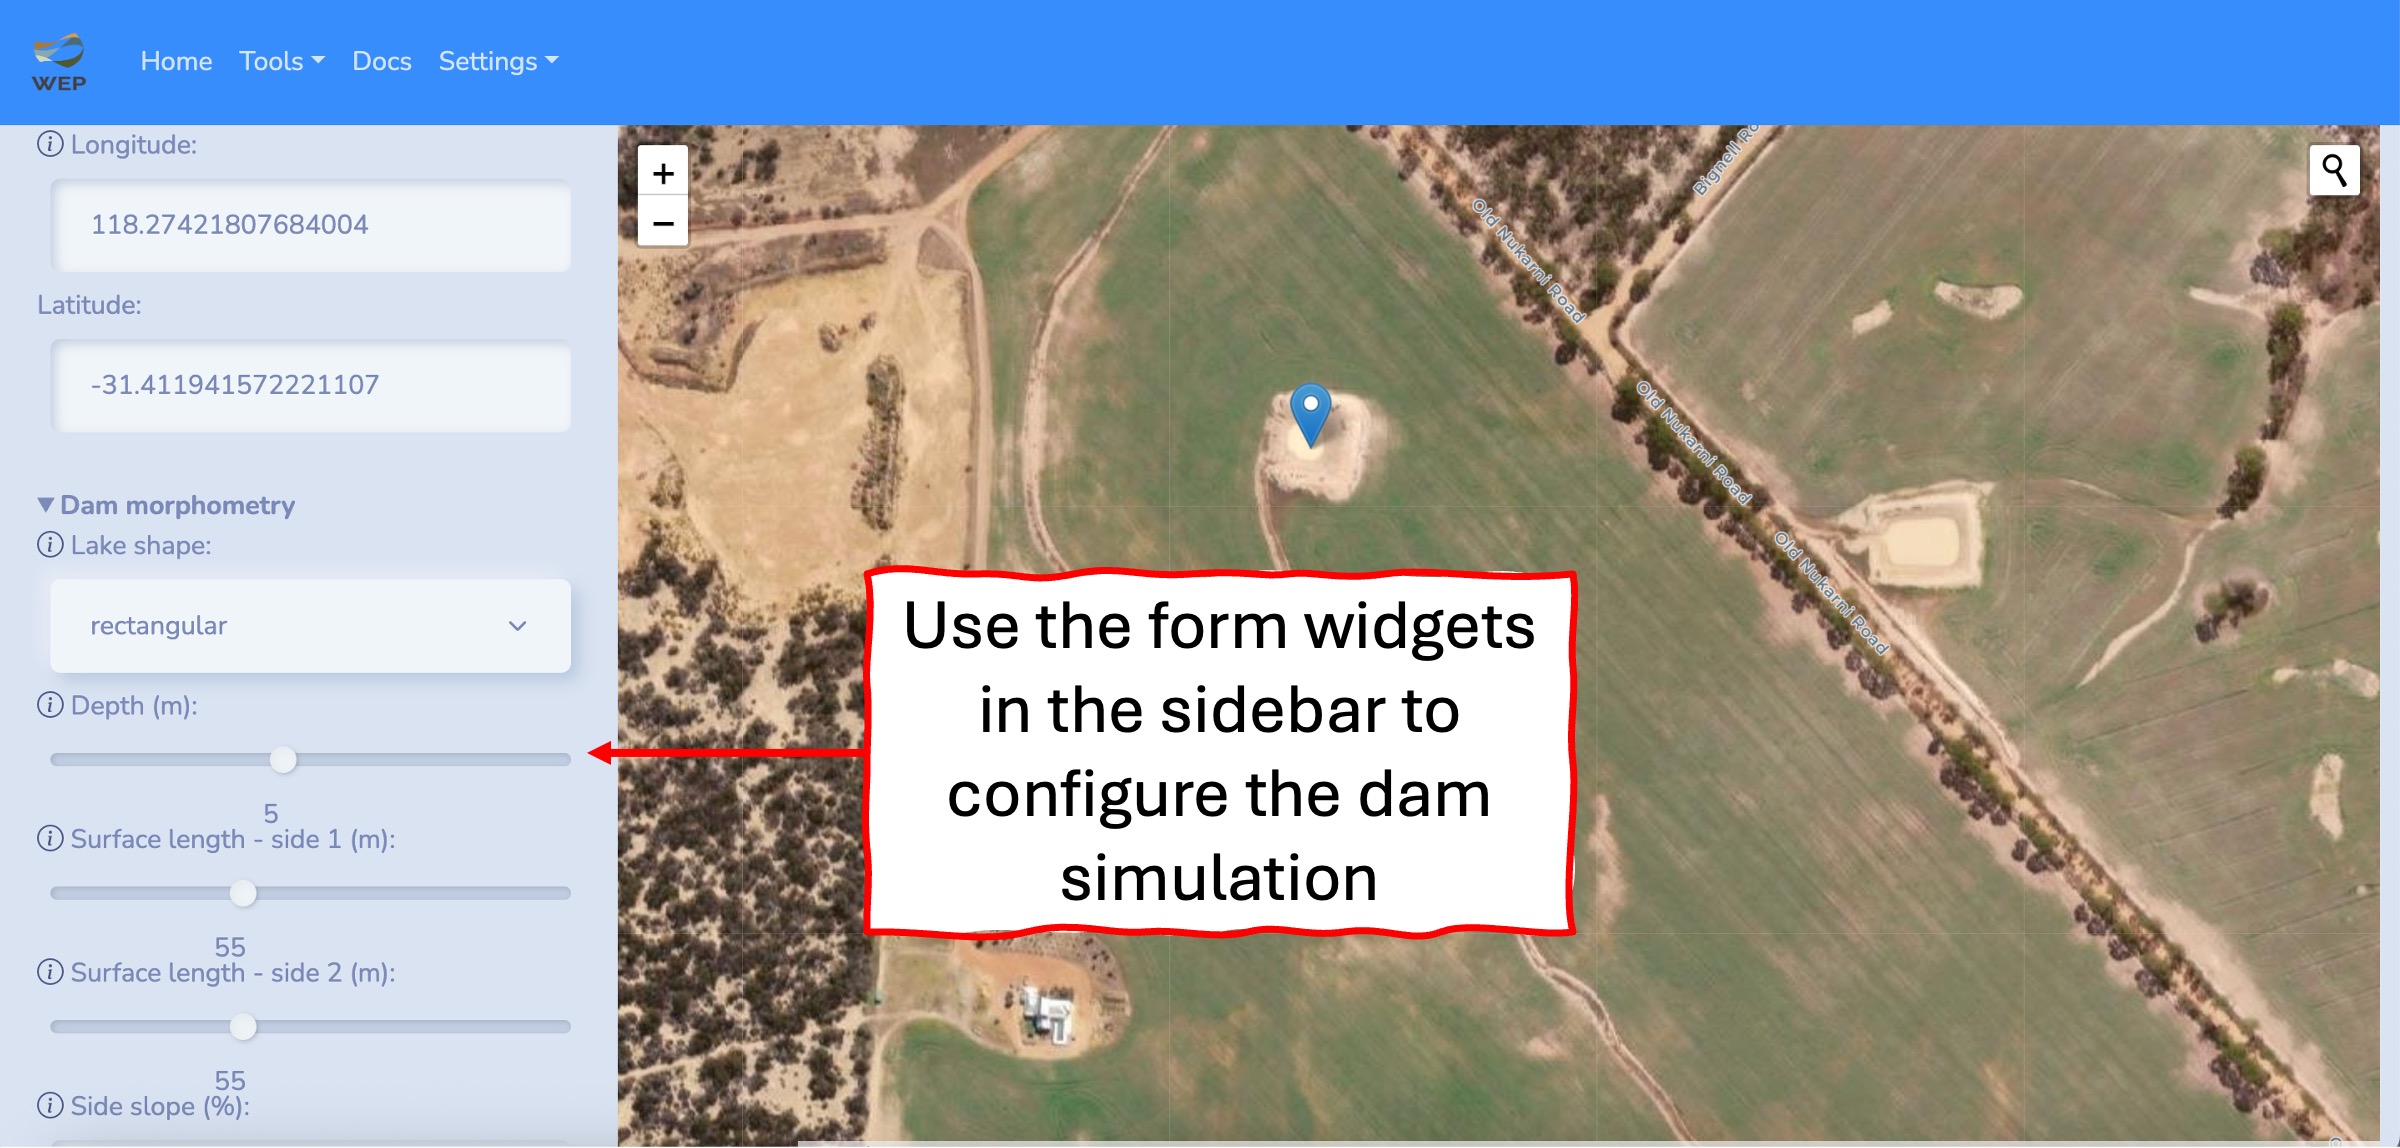 WEP
Home Tools Docs Settings
Longitude:
118.27421807684004
Latitude:
-31.411941572221107
Dam morphometry
Lake shape:
rectangular
Depth (m):
5
Surface length - side 1 (m):
55
Surface length - side 2 (m):
55
Side slope (%):
+
−
Bignell Ro
Old Nukarni Road
Old Nukarni Road
Old Nukarni Road
Use the form widgets
in the sidebar to
configure the dam
simulation